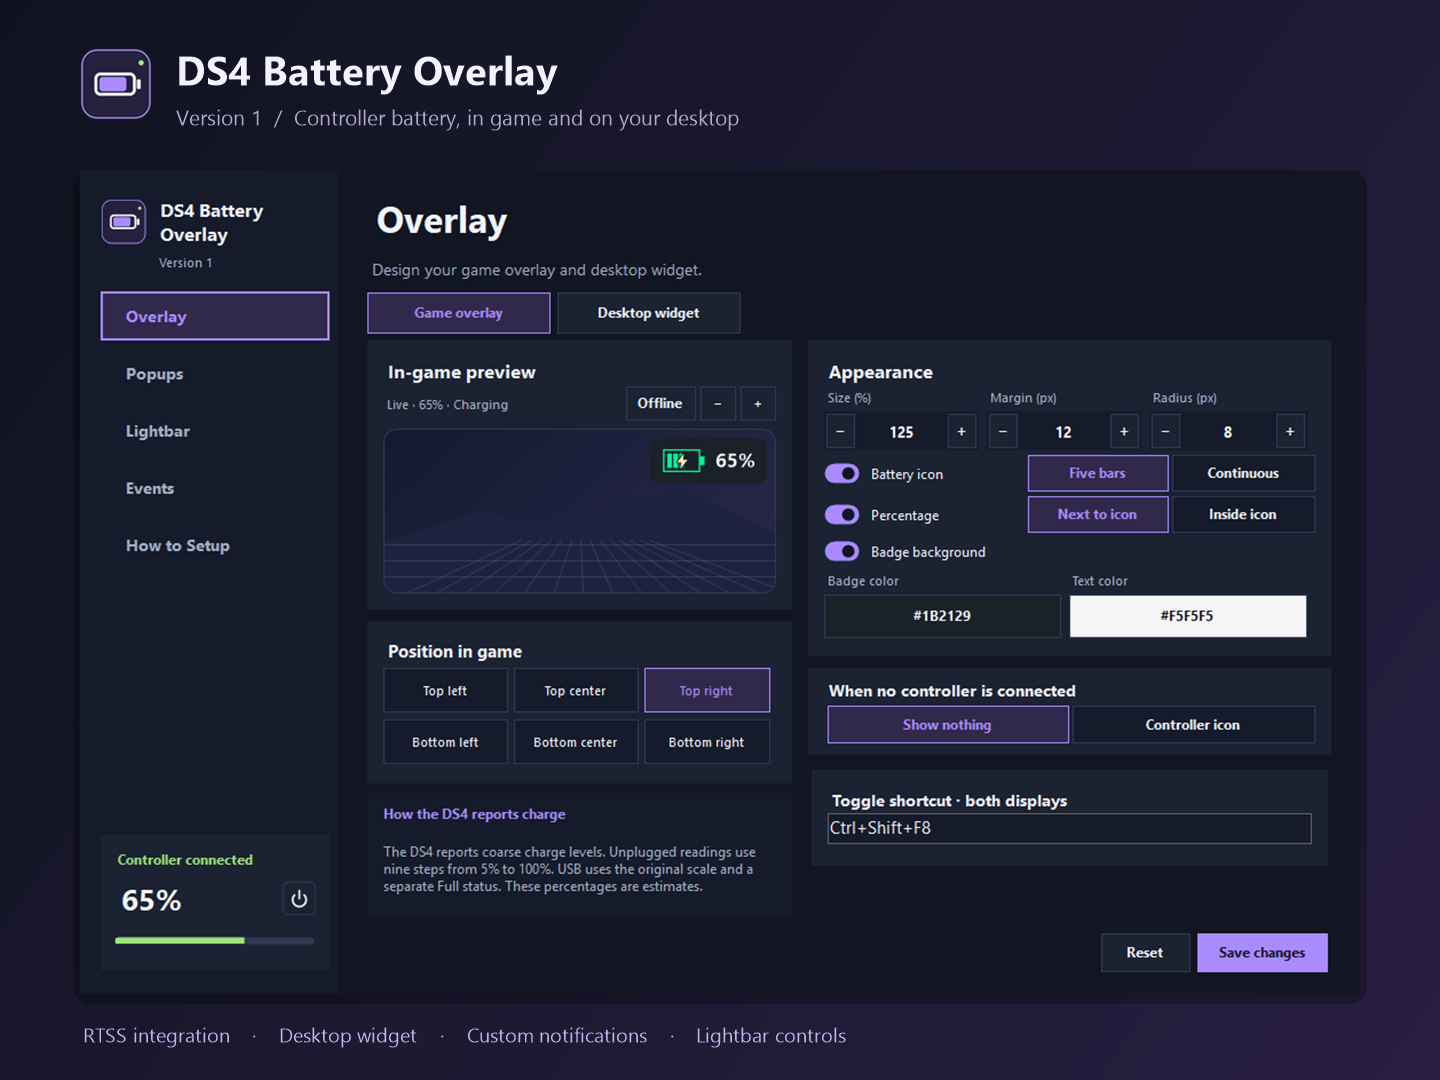 DS4 Battery Overlay
Version 1 / Controller battery, in game and on your desktop
DS4 Battery
Overlay
Version 1
Overlay
Popups
Lightbar
Events
How to Setup
Controller connected
65%
Overlay
Design your game overlay and desktop widget.
Game overlay
Desktop widget
In-game preview
Live · 65% · Charging
Offline
−
+
65%
Position in game
Top left
Top center
Top right
Bottom left
Bottom center
Bottom right
How the DS4 reports charge
The DS4 reports coarse charge levels. Unplugged readings use
nine steps from 5% to 100%. USB uses the original scale and a
separate Full status. These percentages are estimates.
Appearance
Size (%)
Margin (px)
Radius (px)
− 125 +
− 12 +
− 8 +
Battery icon
Five bars
Continuous
Percentage
Next to icon
Inside icon
Badge background
Badge color
Text color
#1B2129
#F5F5F5
When no controller is connected
Show nothing
Controller icon
Toggle shortcut · both displays
Ctrl+Shift+F8
Reset
Save changes
RTSS integration · Desktop widget · Custom notifications · Lightbar controls